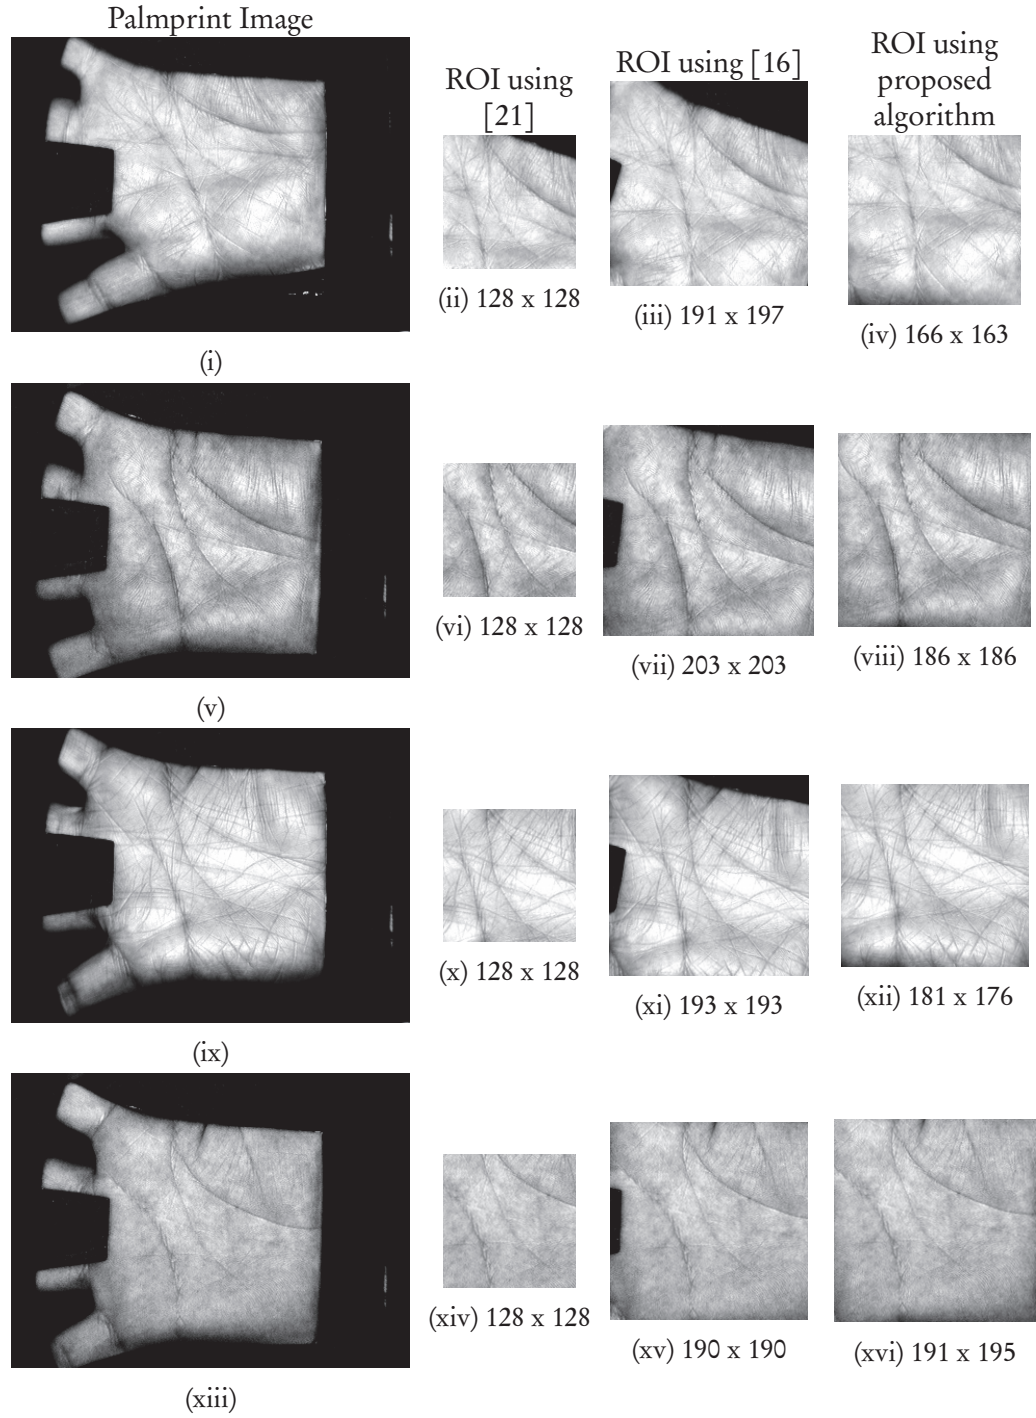 Palmprint Image
ROI using
[21]
ROI using [16]
ROI using
proposed
algorithm
(i)
(ii) 128 x 128
(iii) 191 x 197
(iv) 166 x 163
(v)
(vi) 128 x 128
(vii) 203 x 203
(viii) 186 x 186
(ix)
(x) 128 x 128
(xi) 193 x 193
(xii) 181 x 176
(xiii)
(xiv) 128 x 128
(xv) 190 x 190
(xvi) 191 x 195